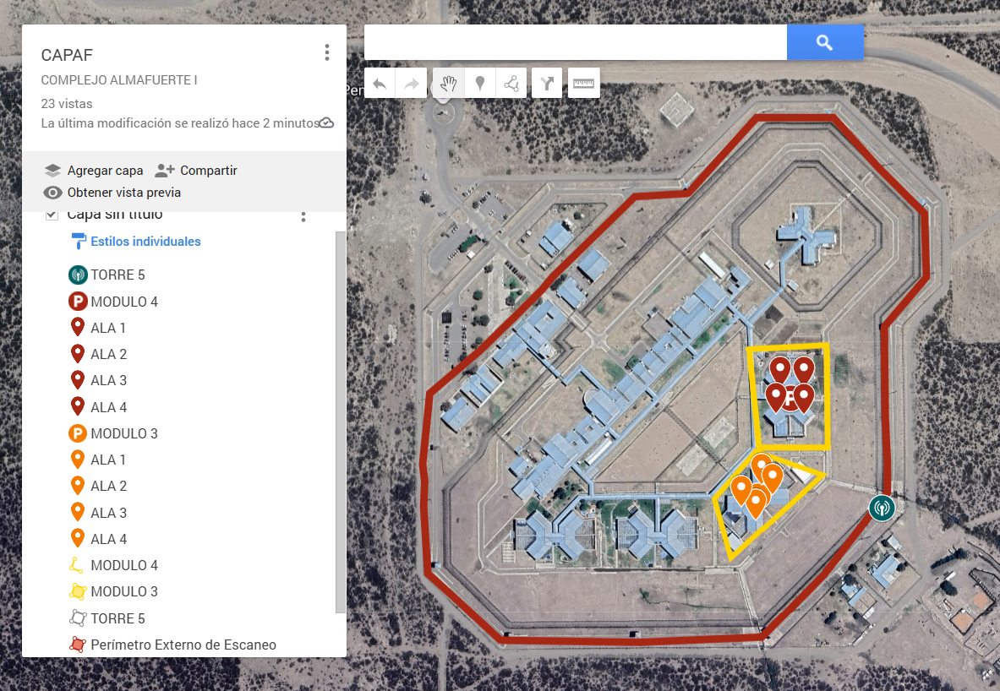 CAPAF
COMPLEJO ALMAFUERTE I
23 vistas
La última modificación se realizó hace 2 minutos
Agregar capa
Compartir
Obtener vista previa
Capa sin título
Estilos individuales
TORRE 5
P MODULO 4
ALA 1
ALA 2
ALA 3
ALA 4
P MODULO 3
ALA 1
ALA 2
ALA 3
ALA 4
MODULO 4
MODULO 3
TORRE 5
Perímetro Externo de Escaneo
P